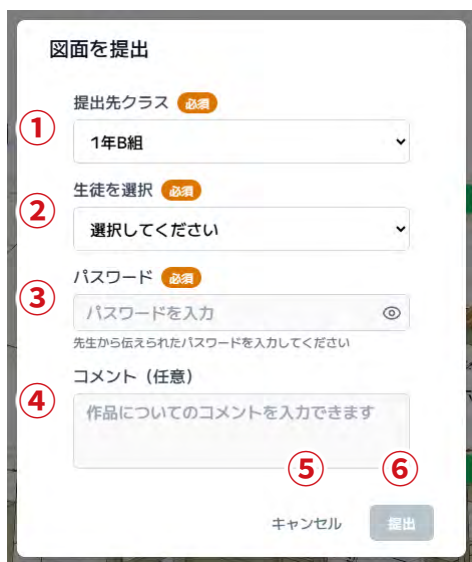 図面を提出
提出先クラス 必須
①
1年B組
生徒を選択 必須
②
選択してください
パスワード 必須
③
パスワードを入力
先生から伝えられたパスワードを入力してください
コメント（任意）
④
作品についてのコメントを入力できます
⑤ ⑥
キャンセル 提出